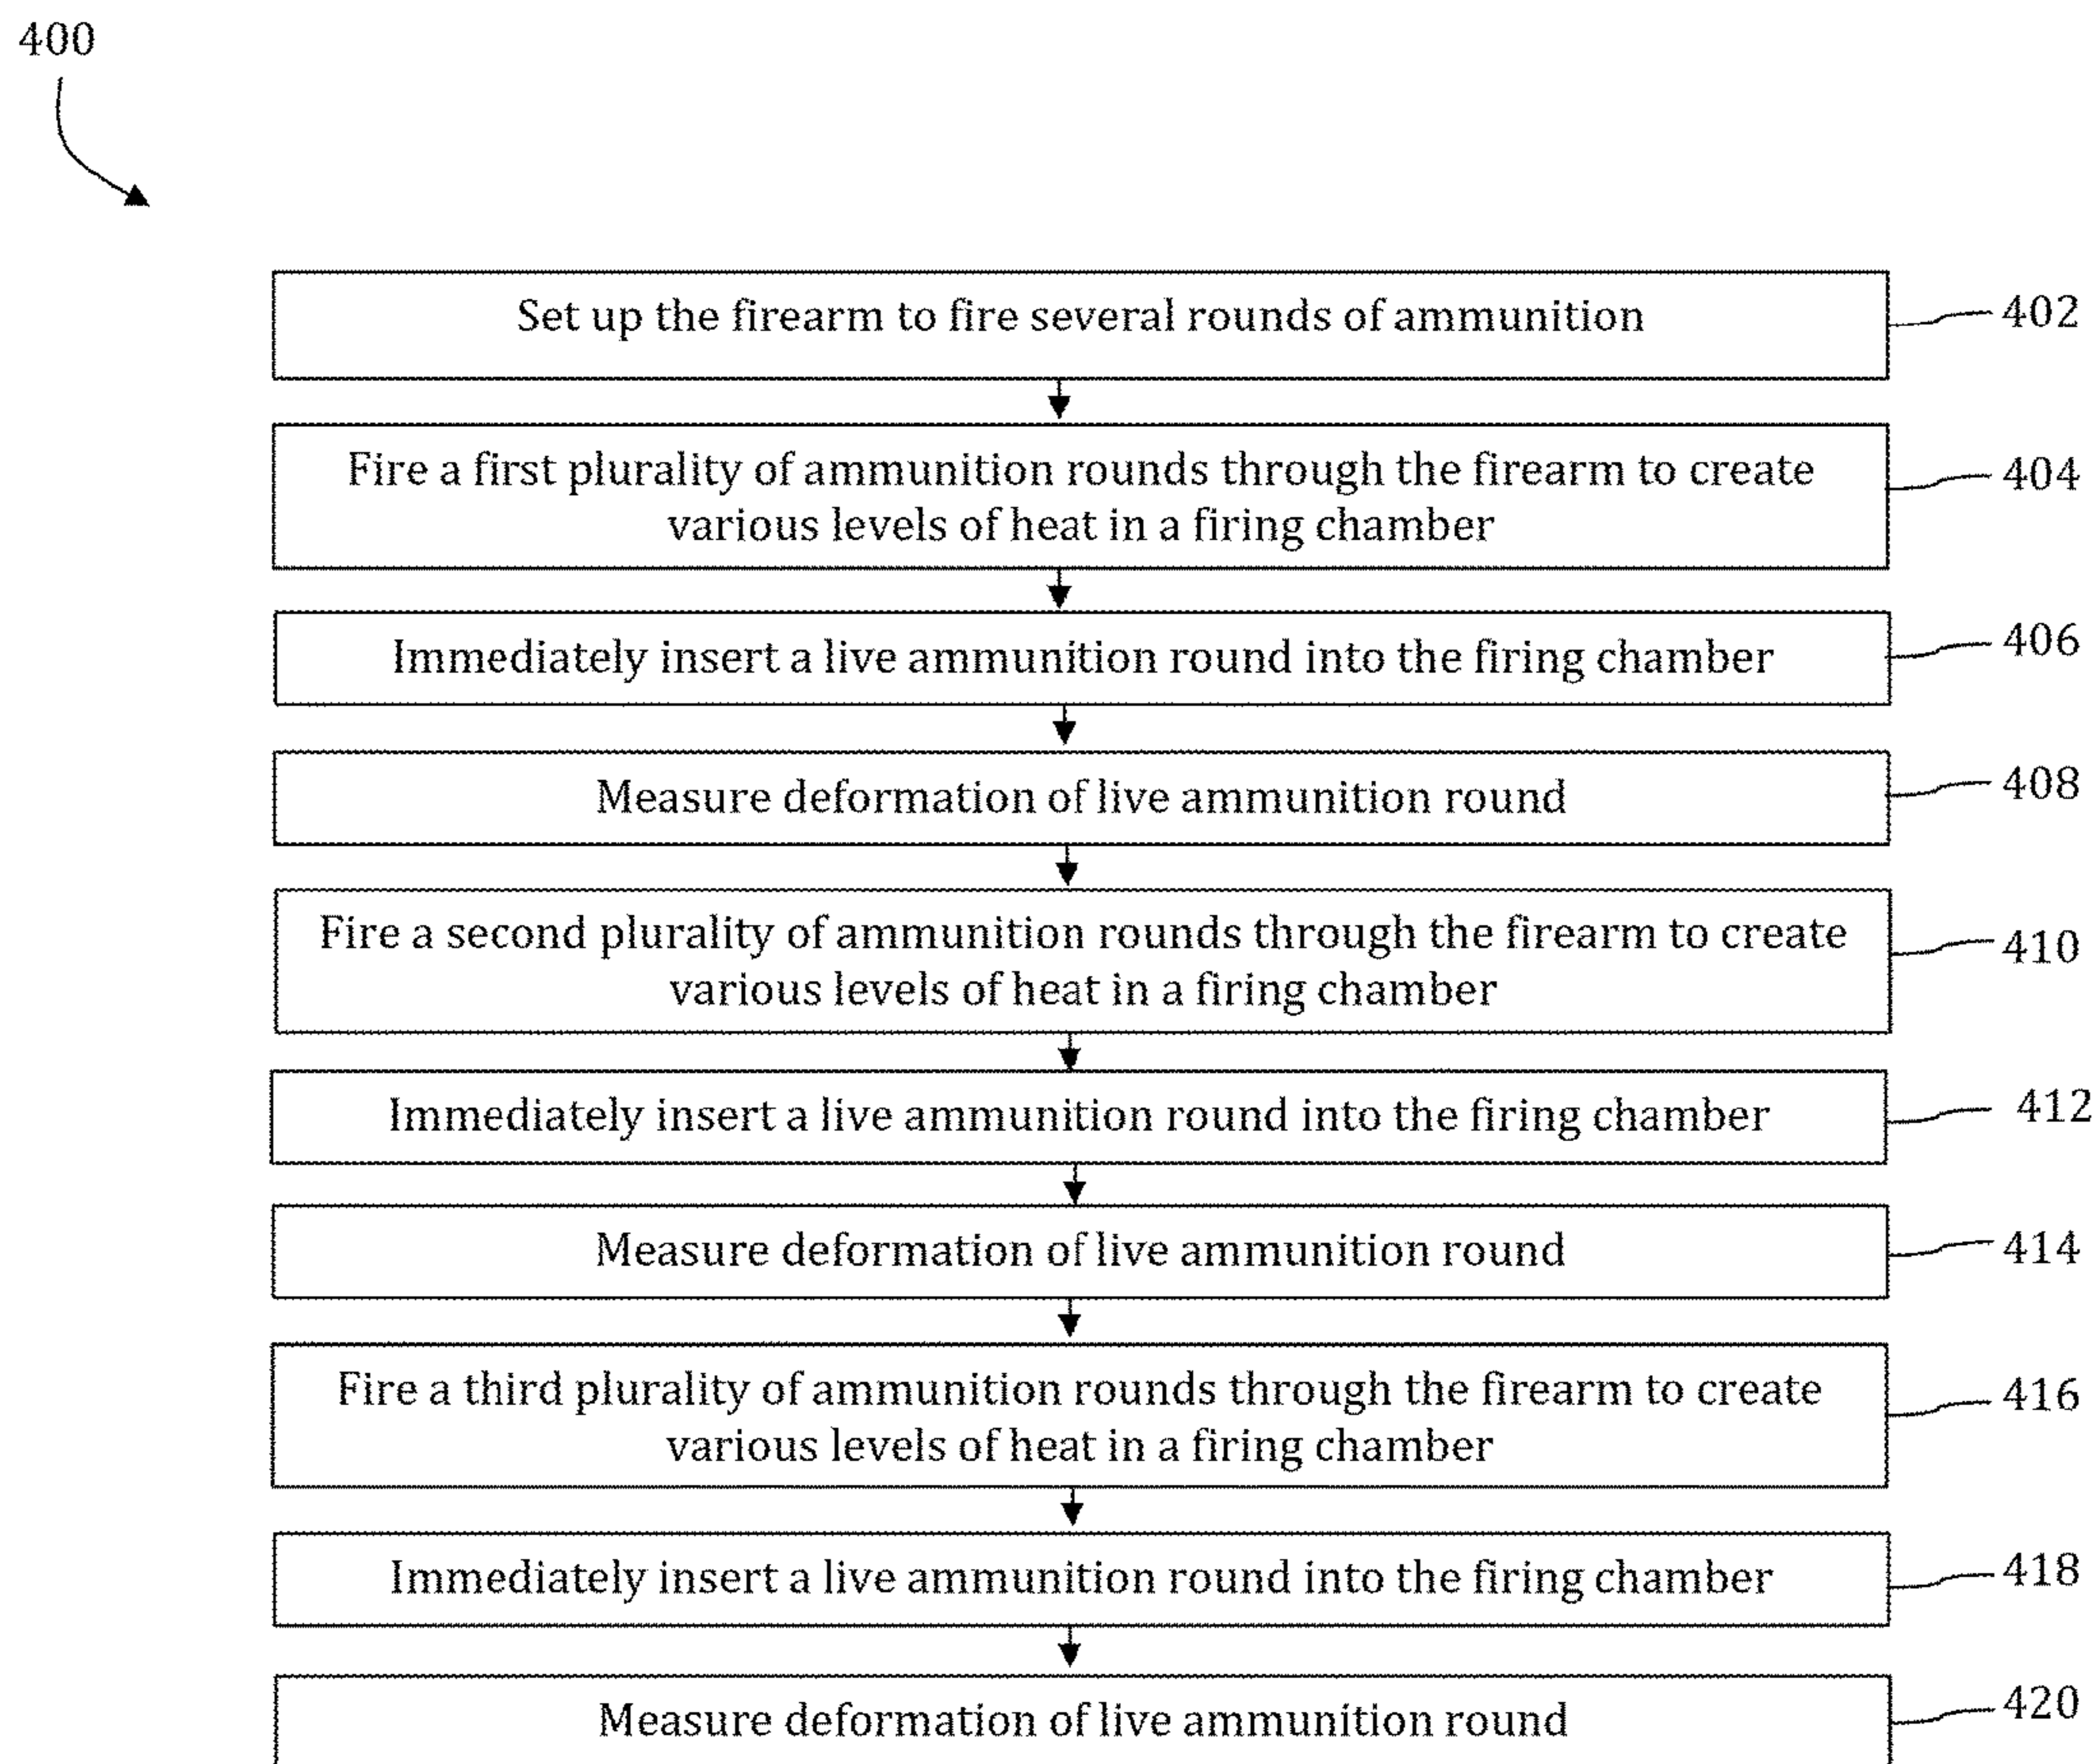 400
Set up the firearm to fire several rounds of ammunition
402
Fire a first plurality of ammunition rounds through the firearm to create
various levels of heat in a firing chamber
404
Immediately insert a live ammunition round into the firing chamber
406
Measure deformation of live ammunition round
408
Fire a second plurality of ammunition rounds through the firearm to create
various levels of heat in a firing chamber
410
Immediately insert a live ammunition round into the firing chamber
412
Measure deformation of live ammunition round
414
Fire a third plurality of ammunition rounds through the firearm to create
various levels of heat in a firing chamber
416
Immediately insert a live ammunition round into the firing chamber
418
Measure deformation of live ammunition round
420